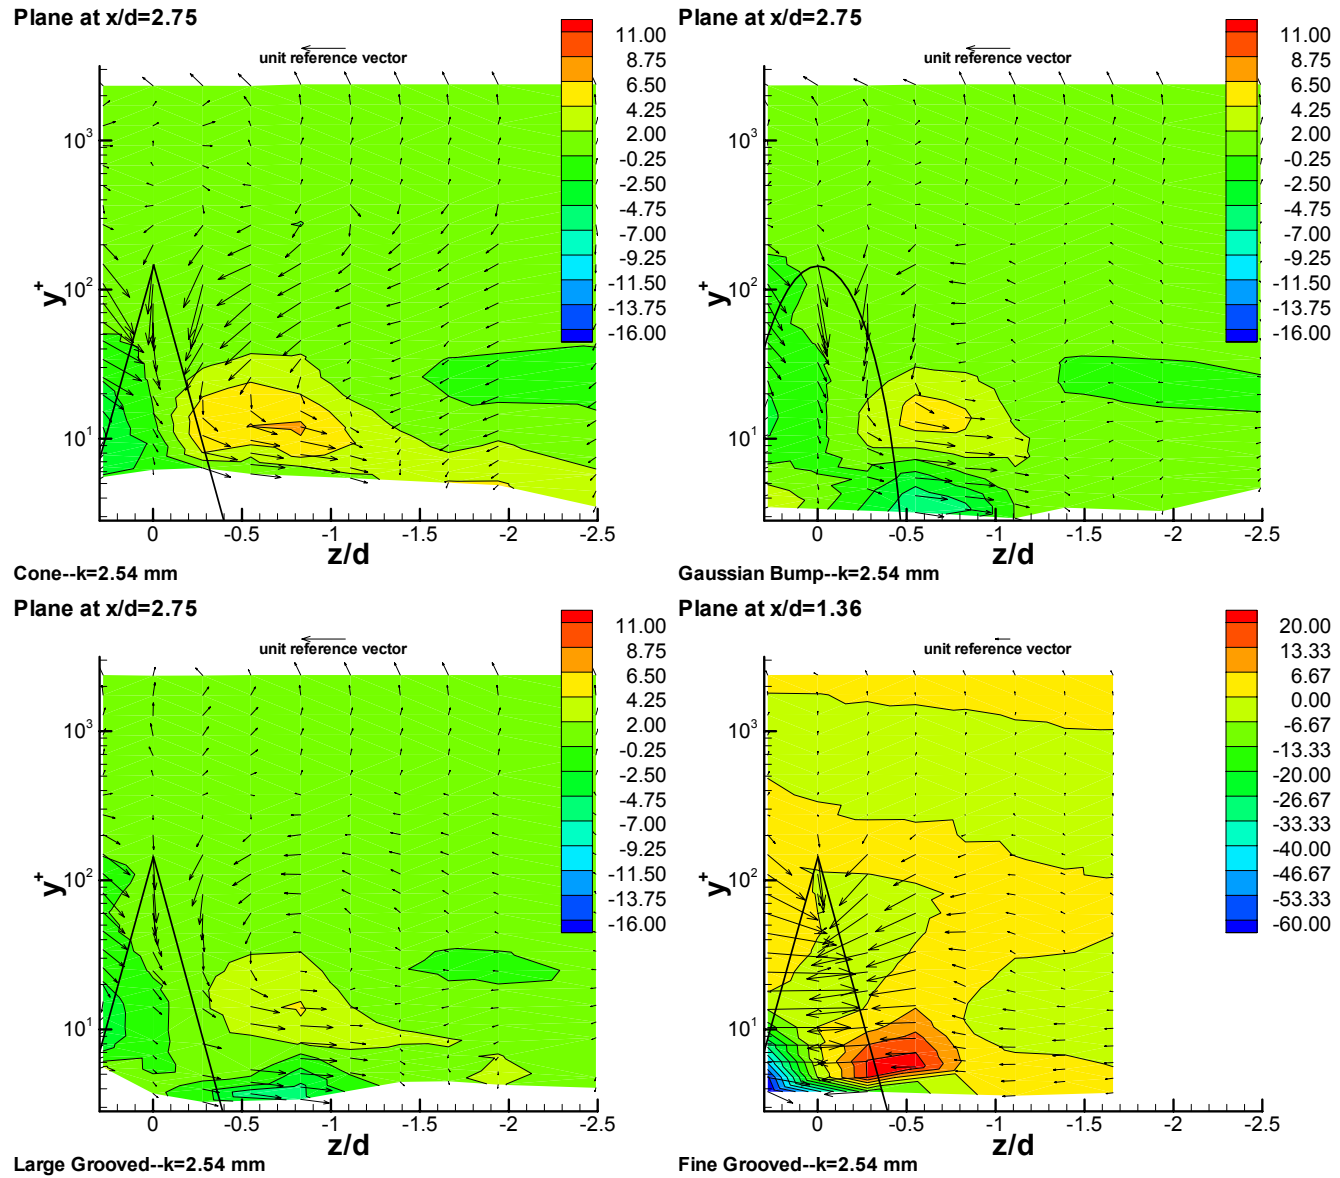 Plane at x/d=2.75
unit reference vector
11.00
8.75
6.50
4.25
2.00
-0.25
-2.50
-4.75
-7.00
-9.25
-11.50
-13.75
-16.00
10³
10²
10¹
y⁺
0 -0.5 -1 -1.5 -2 -2.5
z/d
Cone--k=2.54 mm
Plane at x/d=2.75
unit reference vector
11.00
8.75
6.50
4.25
2.00
-0.25
-2.50
-4.75
-7.00
-9.25
-11.50
-13.75
-16.00
10³
10²
10¹
y⁺
0 -0.5 -1 -1.5 -2 -2.5
z/d
Gaussian Bump--k=2.54 mm
Plane at x/d=2.75
unit reference vector
11.00
8.75
6.50
4.25
2.00
-0.25
-2.50
-4.75
-7.00
-9.25
-11.50
-13.75
-16.00
10³
10²
10¹
y⁺
0 -0.5 -1 -1.5 -2 -2.5
z/d
Large Grooved--k=2.54 mm
Plane at x/d=1.36
unit reference vector
20.00
13.33
6.67
0.00
-6.67
-13.33
-20.00
-26.67
-33.33
-40.00
-46.67
-53.33
-60.00
10³
10²
10¹
y⁺
0 -0.5 -1 -1.5 -2 -2.5
z/d
Fine Grooved--k=2.54 mm